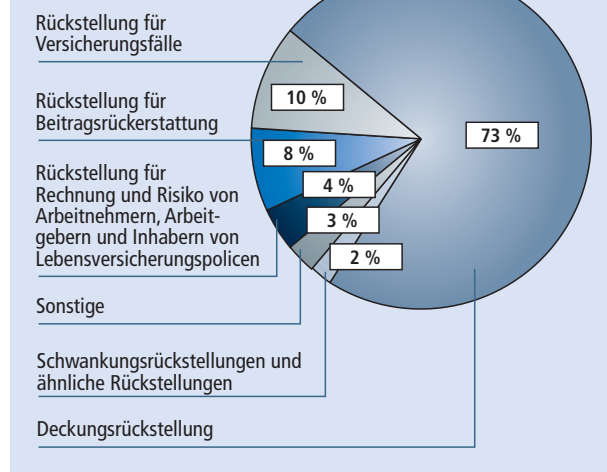 Rückstellung für
Versicherungsfälle
10 %
73 %
Rückstellung für
Beitragsrückerstattung
8 %
Rückstellung für
Rechnung und Risiko von
Arbeitnehmern, Arbeit-
gebern und Inhabern von
Lebensversicherungspolicen
4 %
3 %
2 %
Sonstige
Schwankungsrückstellungen und
ähnliche Rückstellungen
Deckungsrückstellung